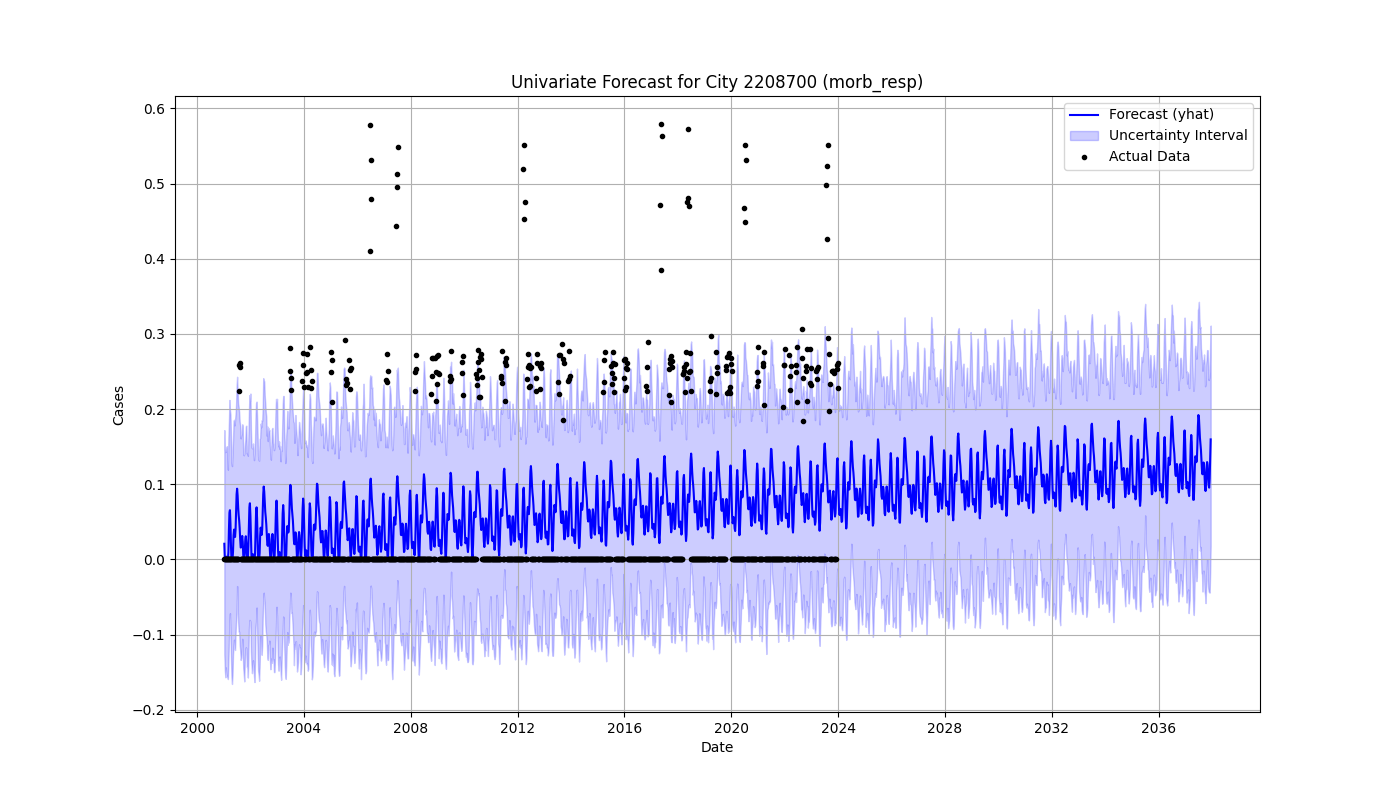 Univariate Forecast for City 2208700 (morb_resp)
Forecast (yhat)
Uncertainty Interval
Actual Data
Cases
0.6
0.5
0.4
0.3
0.2
0.1
0.0
−0.1
−0.2
2000 2004 2008 2012 2016 2020 2024 2028 2032 2036
Date